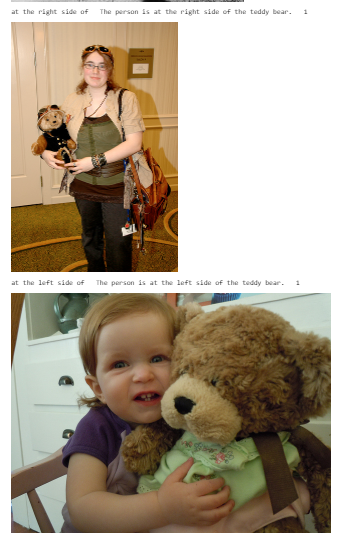 at the right side of The person is at the right side of the teddy bear. 1
at the left side of The person is at the left side of the teddy bear. 1